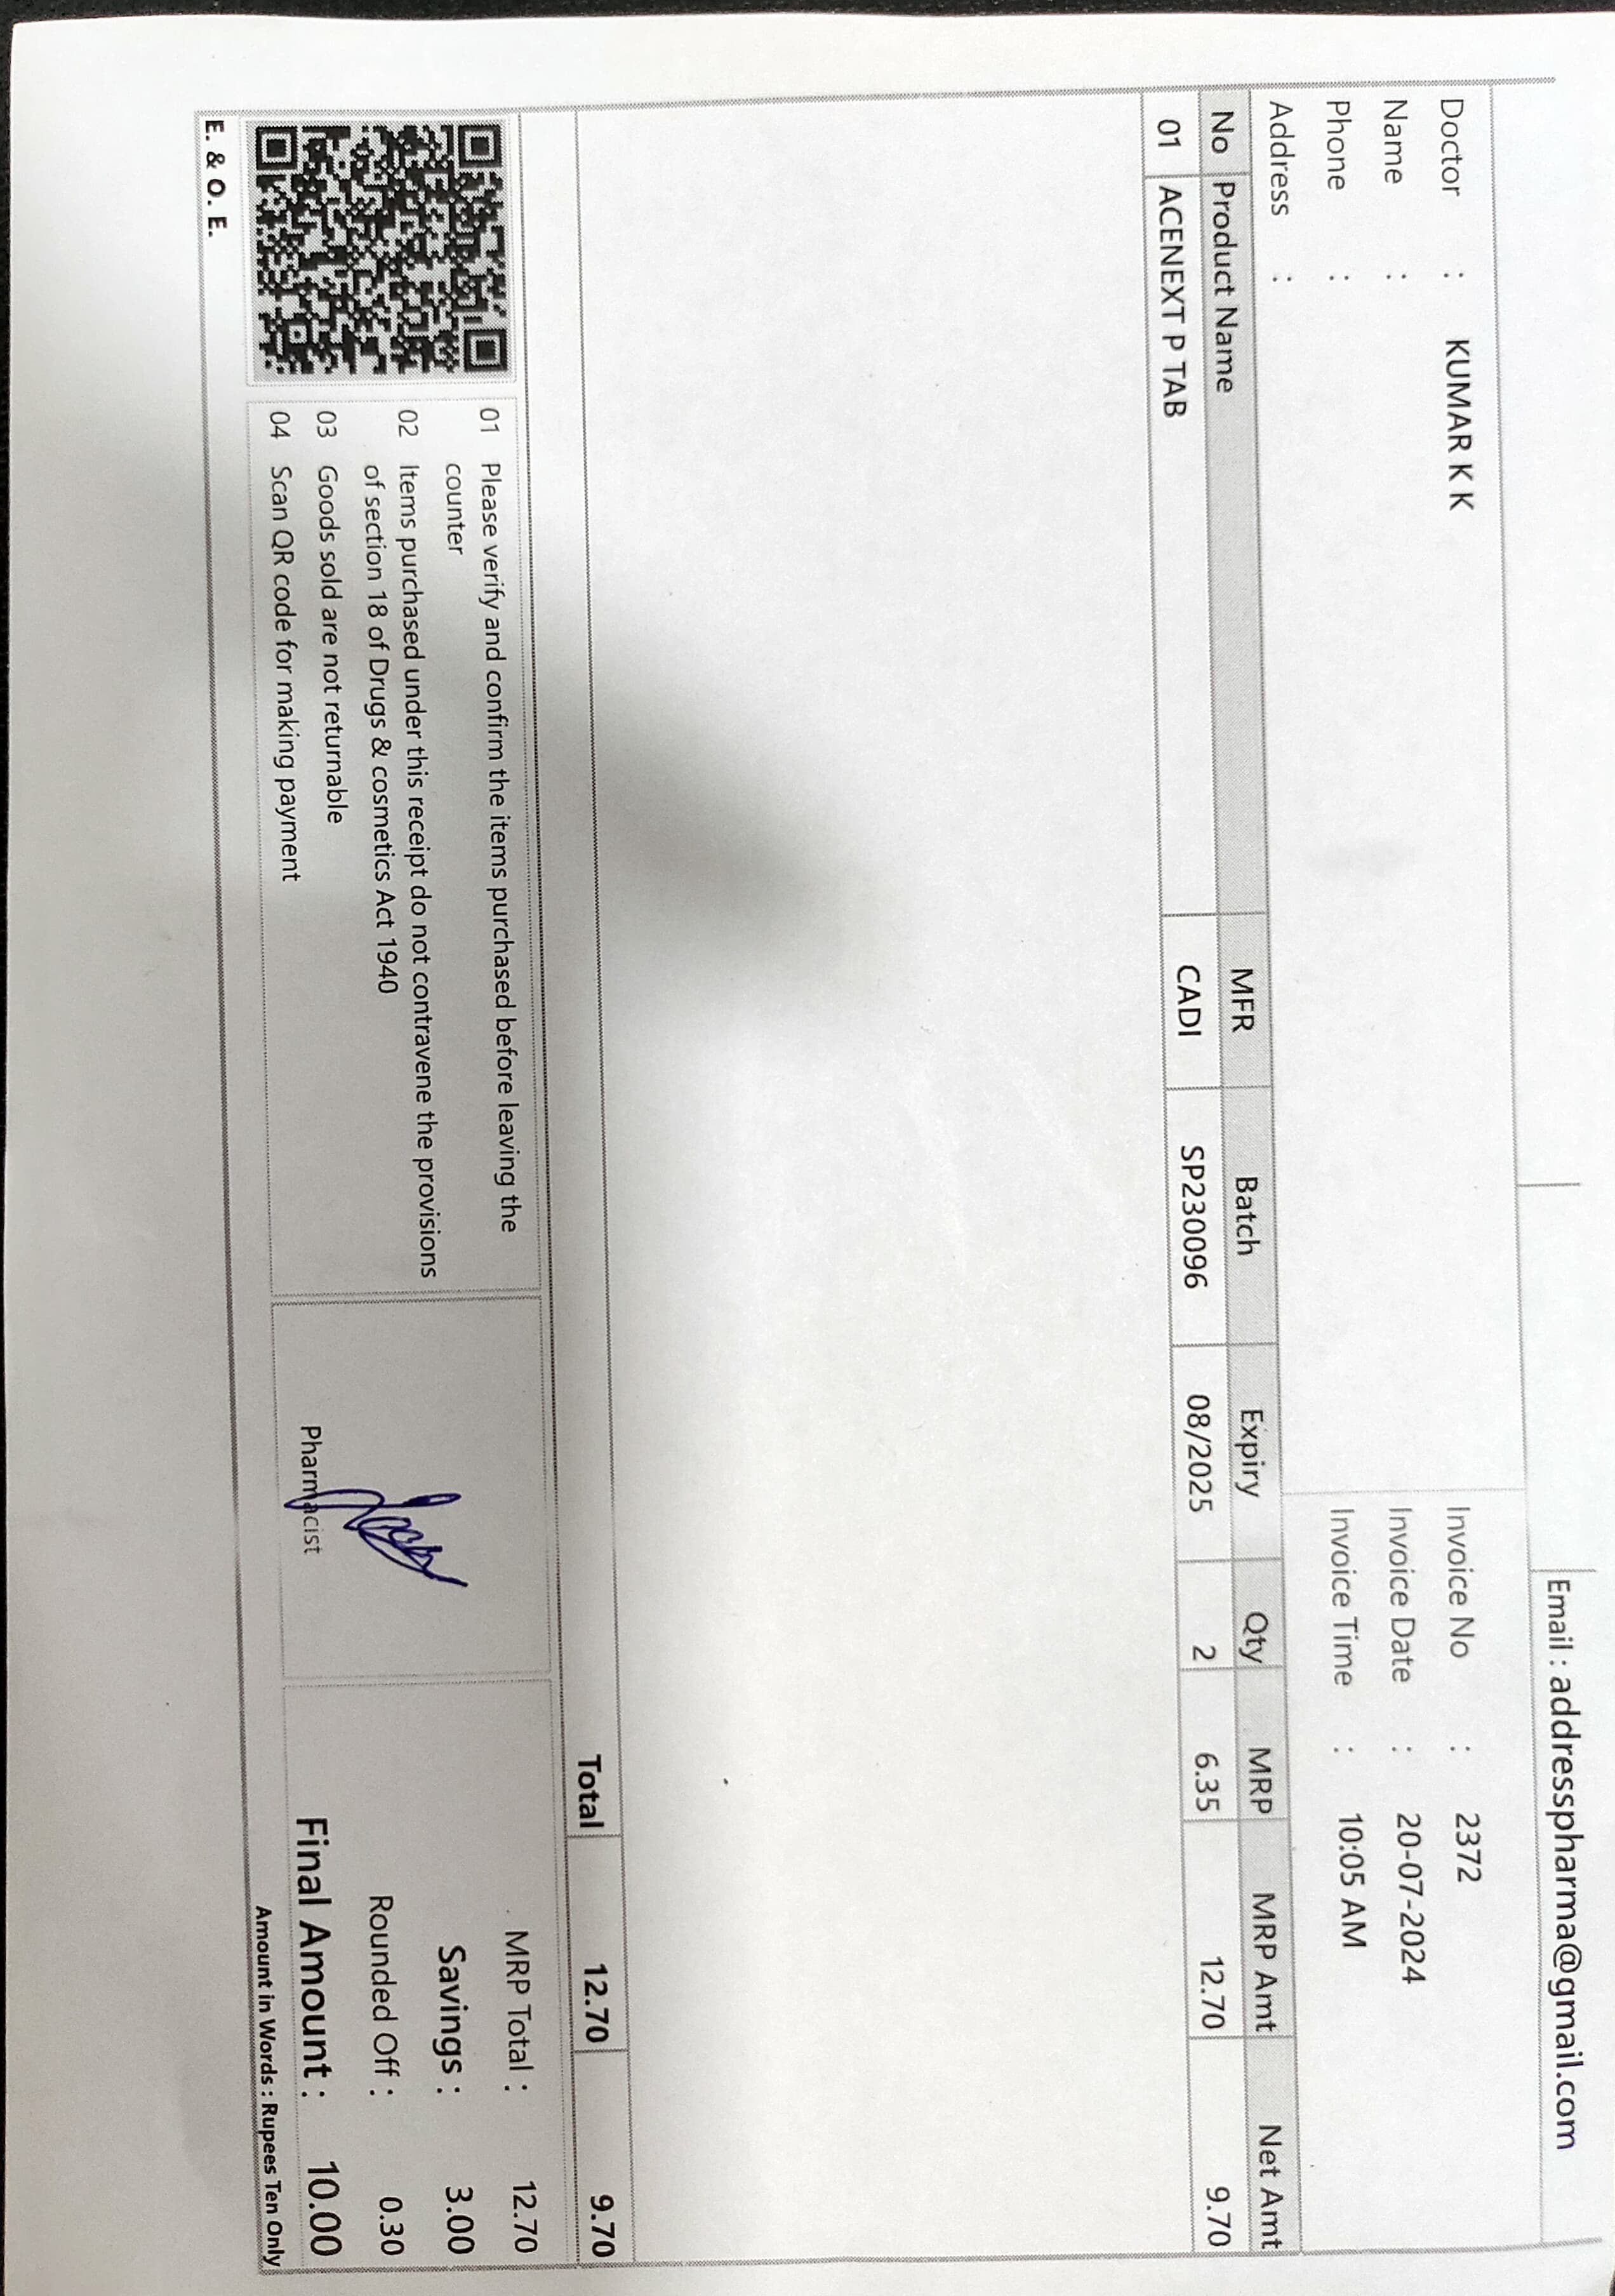 Email : addresspharma@gmail.com
Doctor : KUMAR K K
Name :
Phone :
Address :
Invoice No : 2372
Invoice Date : 20-07-2024
Invoice Time : 10:05 AM
No Product Name MFR Batch Expiry Qty MRP MRP Amt Net Amt
01 ACENEXT P TAB CADI SP230096 08/2025 2 6.35 12.70 9.70
Total 12.70 9.70
01 Please verify and confirm the items purchased before leaving the
counter
02 Items purchased under this receipt do not contravene the provisions
of section 18 of Drugs & cosmetics Act 1940
03 Goods sold are not returnable
04 Scan QR code for making payment
Pharmacist
MRP Total : 12.70
Savings : 3.00
Rounded Off : 0.30
Final Amount : 10.00
Amount in Words : Rupees Ten Only
E. & O. E.